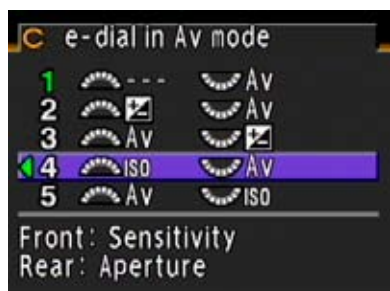 C e-dial in Av mode
1 --- Av
2 Av
3 Av
4 ISO Av
5 Av ISO
Front: Sensitivity
Rear: Aperture